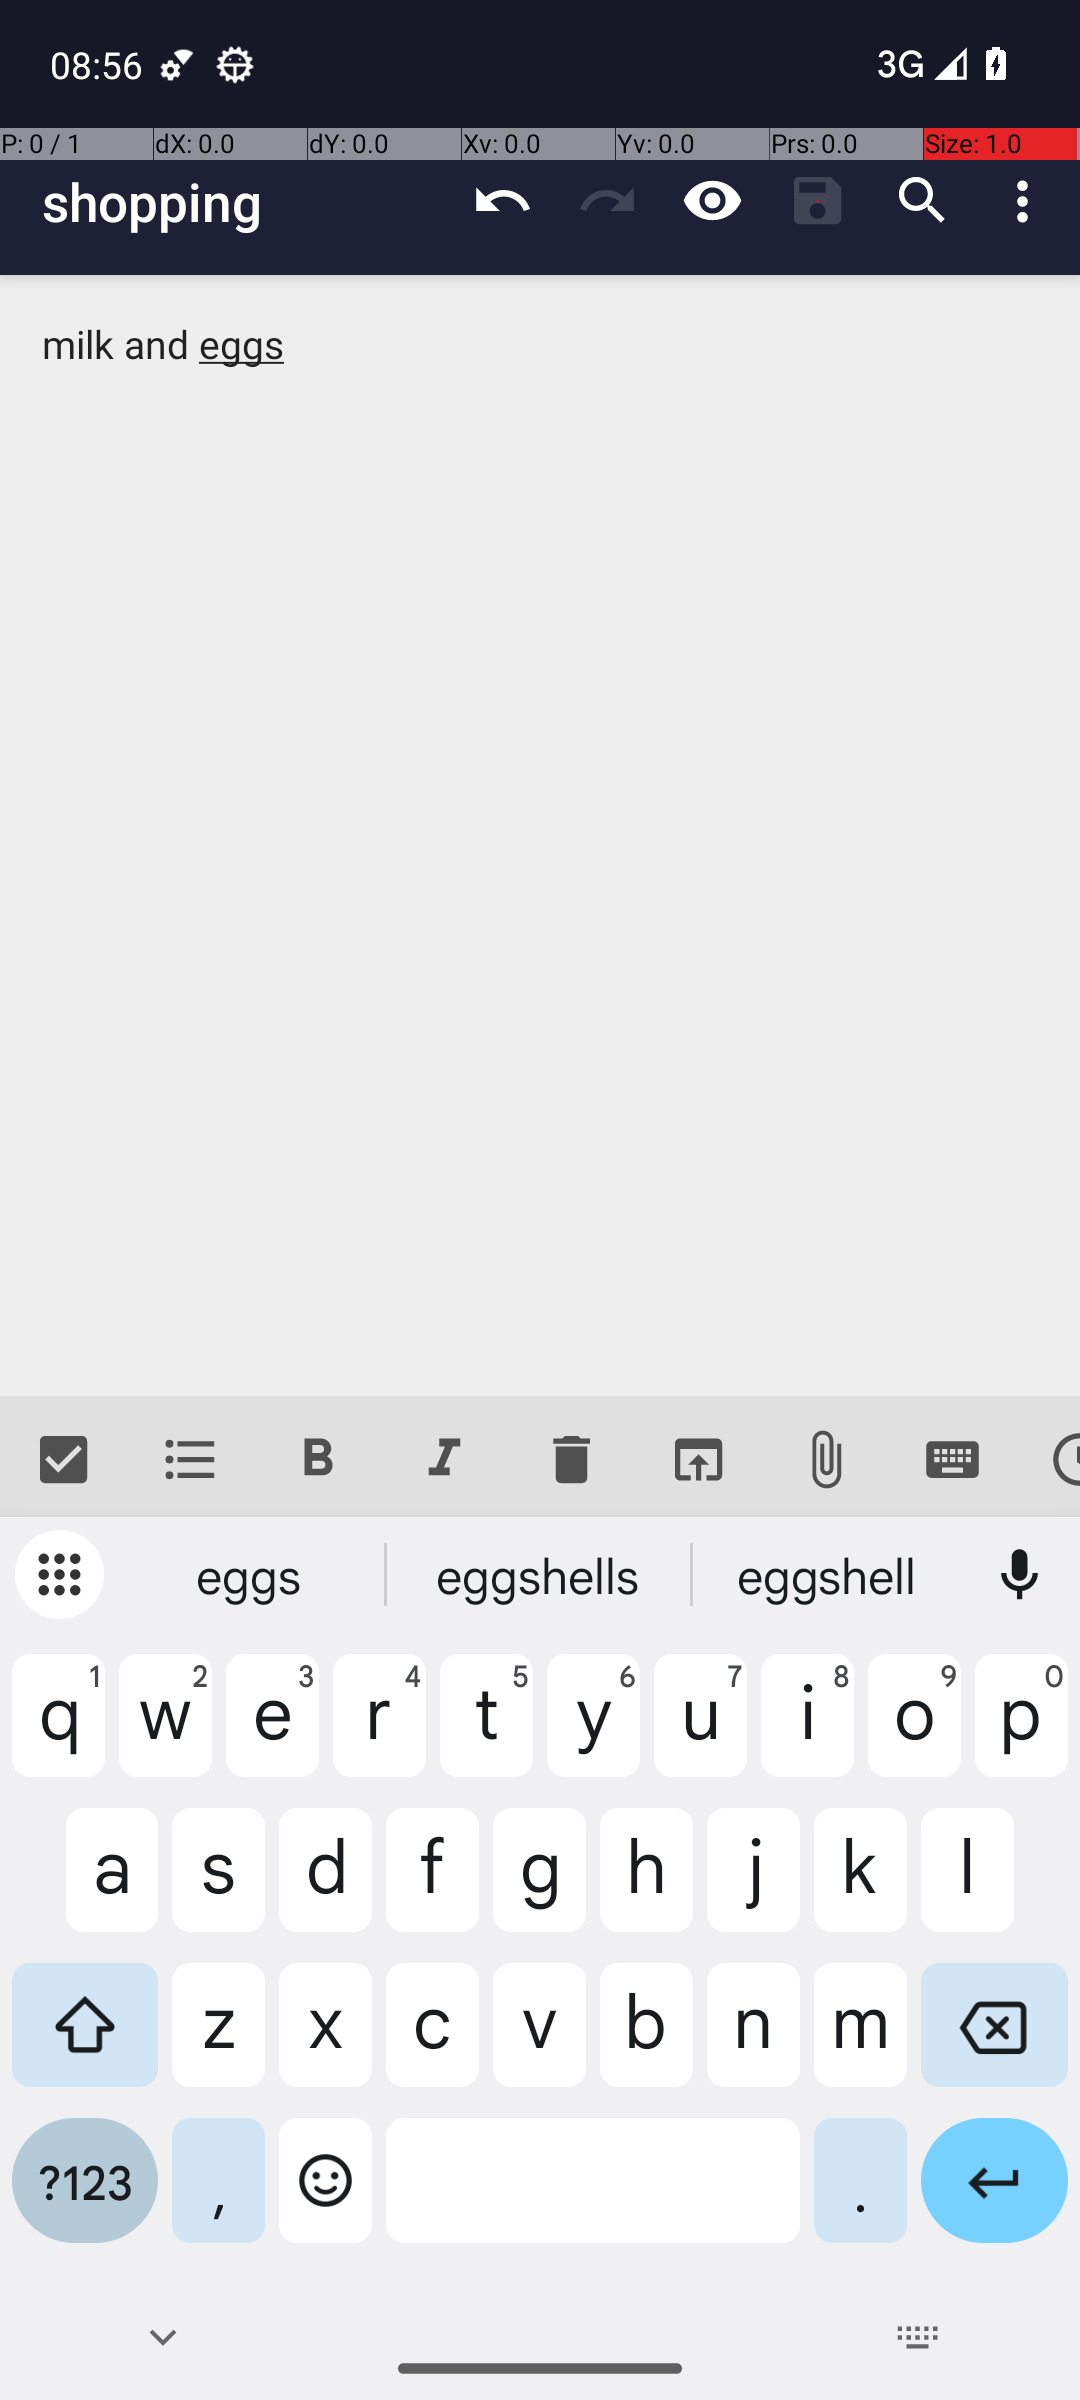 08:56
3G
P: 0 / 1 dX: 0.0 dY: 0.0 Xv: 0.0 Yv: 0.0 Prs: 0.0 Size: 1.0
shopping
milk and eggs
B I
eggs eggshells eggshell
q 1 w 2 e 3 r 4 t 5 y 6 u 7 i 8 o 9 p 0
a s d f g h j k l
z x c v b n m
?123 , .